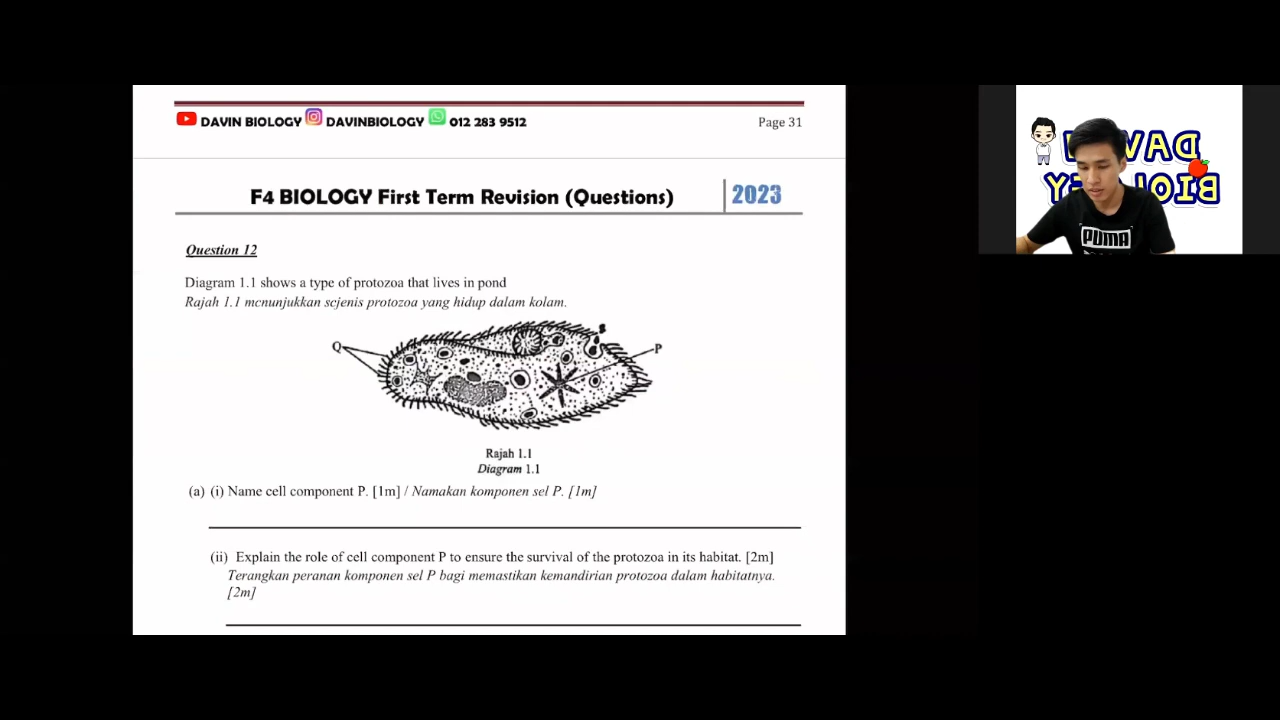 DAVIN BIOLOGY DAVINBIOLOGY 012 283 9512
Page 31
F4 BIOLOGY First Term Revision (Questions) 2023
Question 12
Diagram 1.1 shows a type of protozoa that lives in pond
Rajah 1.1 menunjukkan sejenis protozoa yang hidup dalam kolam.
Q
P
Rajah 1.1
Diagram 1.1
(a) (i) Name cell component P. [1m] / Namakan komponen sel P. [1m]
(ii) Explain the role of cell component P to ensure the survival of the protozoa in its habitat. [2m]
Terangkan peranan komponen sel P bagi memastikan kemandirian protozoa dalam habitatnya.
[2m]
DAVIN
BIOLOGY
PUMA